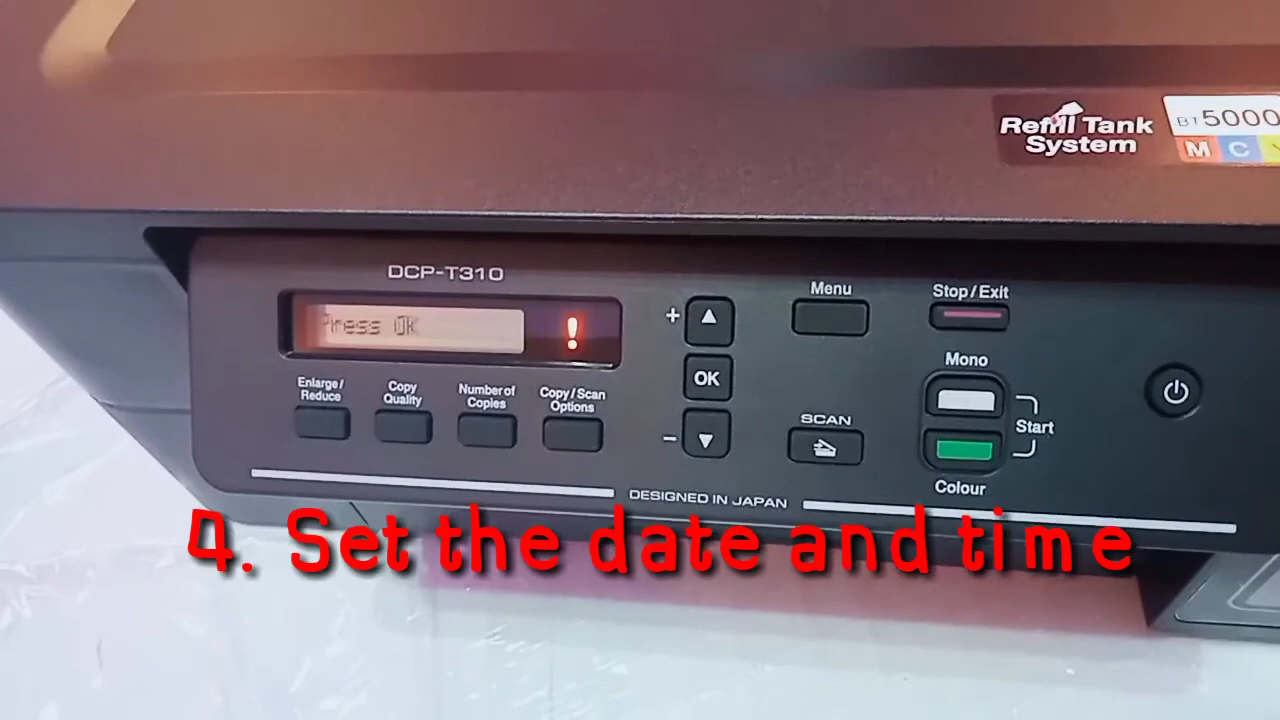 Refill Tank
System
BT5000
M C Y
DCP-T310
Press OK
!
+
OK
-
Menu
Stop/Exit
Mono
Start
Colour
SCAN
Enlarge/
Reduce
Copy
Quality
Number of
Copies
Copy/Scan
Options
DESIGNED IN JAPAN
4. Set the date and time